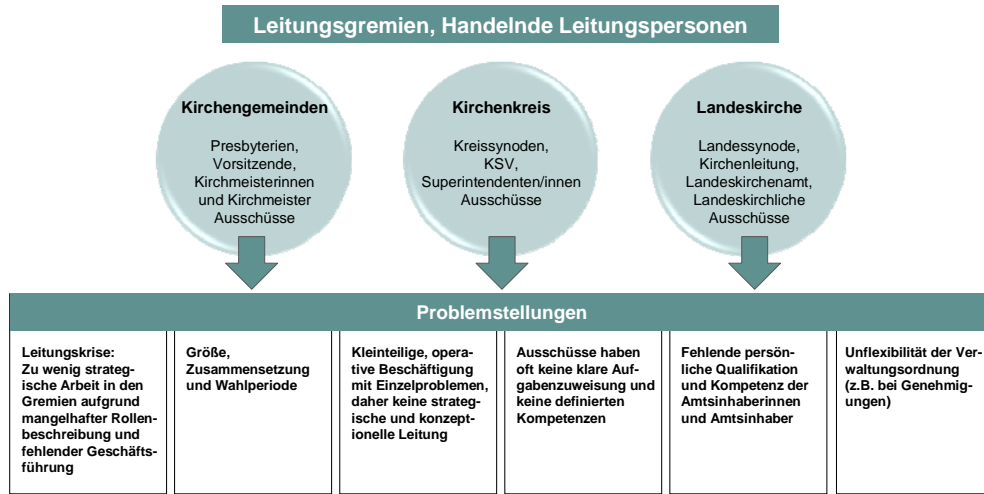 Leitungsgremien, Handelnde Leitungspersonen
Kirchengemeinden
Presbyterien,
Vorsitzende,
Kirchmeisterinnen
und Kirchmeister
Ausschüsse
Kirchenkreis
Kreissynoden,
KSV,
Superintendenten/innen
Ausschüsse
Landeskirche
Landessynode,
Kirchenleitung,
Landeskirchenamt,
Landeskirchliche
Ausschüsse
Problemstellungen
Leitungskrise:
Zu wenig strateg-
ische Arbeit in den
Gremien aufgrund
mangelhafter Rollen-
beschreibung und
fehlender Geschäfts-
führung
Größe,
Zusammensetzung
und Wahlperiode
Kleinteilige, opera-
tive Beschäftigung
mit Einzelproblemen,
daher keine strateg-
ische und konzept-
ionelle Leitung
Ausschüsse haben
oft keine klare Auf-
gabenzuweisung und
keine definierten
Kompetenzen
Fehlende persön-
liche Qualifikation
und Kompetenz der
Amtsinhaberinnen
und Amtsinhaber
Unflexibilität der Ver-
waltungsordnung
(z.B. bei Genehmig-
ungen)